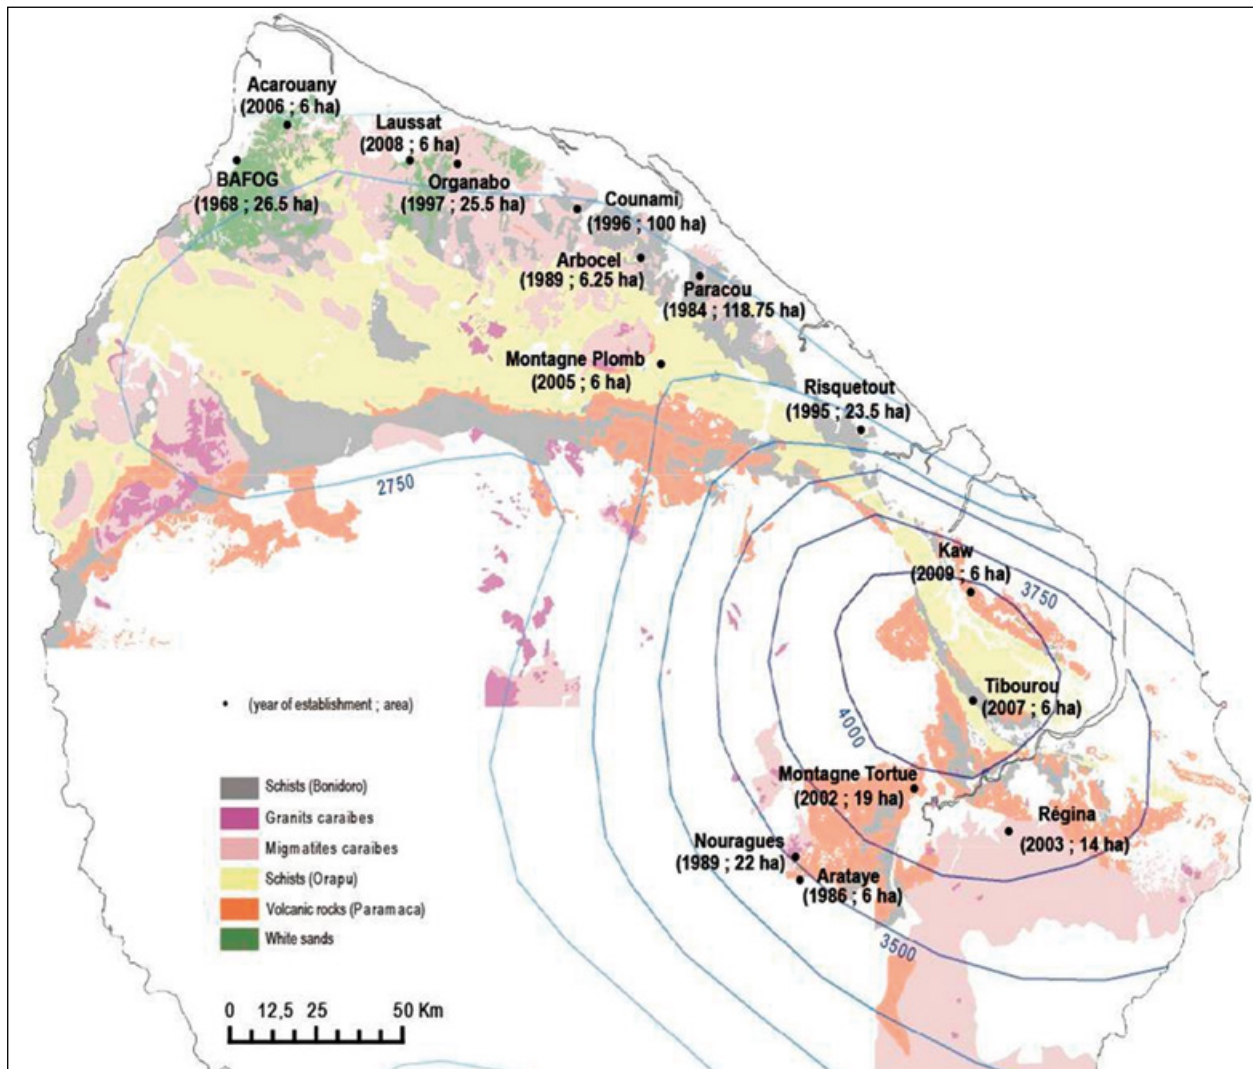 Acarouany
(2006 ; 6 ha)
Laussat
(2008 ; 6 ha)
BAFOG
(1968 ; 26.5 ha)
Organabo
(1997 ; 25.5 ha)
Counami
(1996 ; 100 ha)
Arbocel
(1989 ; 6.25 ha)
Paracou
(1984 ; 118.75 ha)
Montagne Plomb
(2005 ; 6 ha)
Risquetout
(1995 ; 23.5 ha)
2750
Kaw
(2009 ; 6 ha)
3750
Tibourou
(2007 ; 6 ha)
4000
Montagne Tortue
(2002 ; 19 ha)
Régina
(2003 ; 14 ha)
Nouragues
(1989 ; 22 ha)
Arataye
(1986 ; 6 ha)
3500
(year of establishment ; area)
Schists (Bonidoro)
Granits caraibes
Migmatites caraibes
Schists (Orapu)
Volcanic rocks (Paramaca)
White sands
0 12,5 25 50 Km